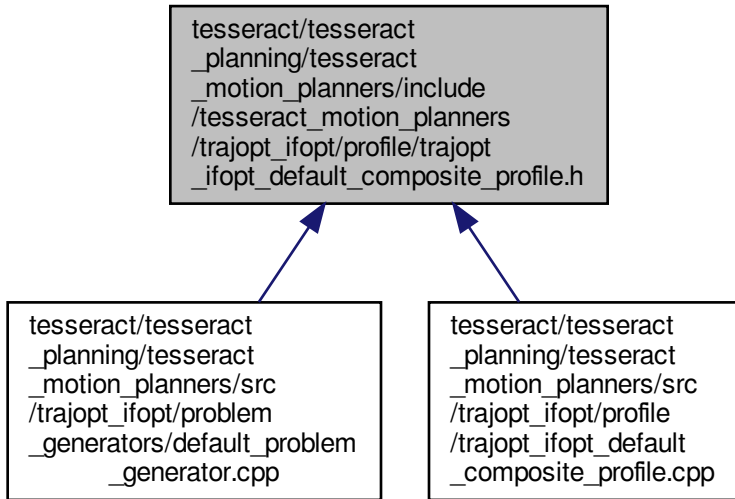 tesseract/tesseract
_planning/tesseract
_motion_planners/include
/tesseract_motion_planners
/trajopt_ifopt/profile/trajopt
_ifopt_default_composite_profile.h
tesseract/tesseract
_planning/tesseract
_motion_planners/src
/trajopt_ifopt/problem
_generators/default_problem
_generator.cpp
tesseract/tesseract
_planning/tesseract
_motion_planners/src
/trajopt_ifopt/profile
/trajopt_ifopt_default
_composite_profile.cpp